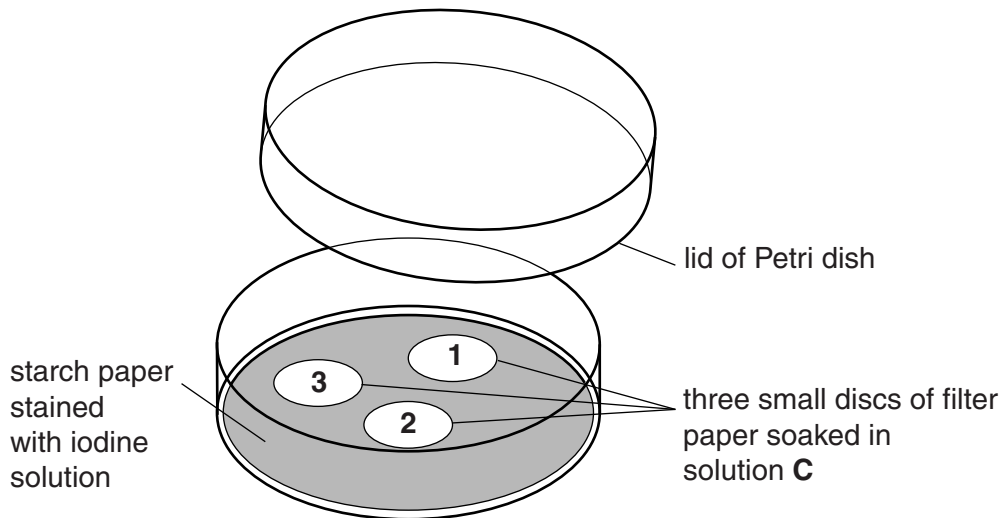 lid of Petri dish
1
3
2
starch paper
stained
with iodine
solution
three small discs of filter
paper soaked in
solution C